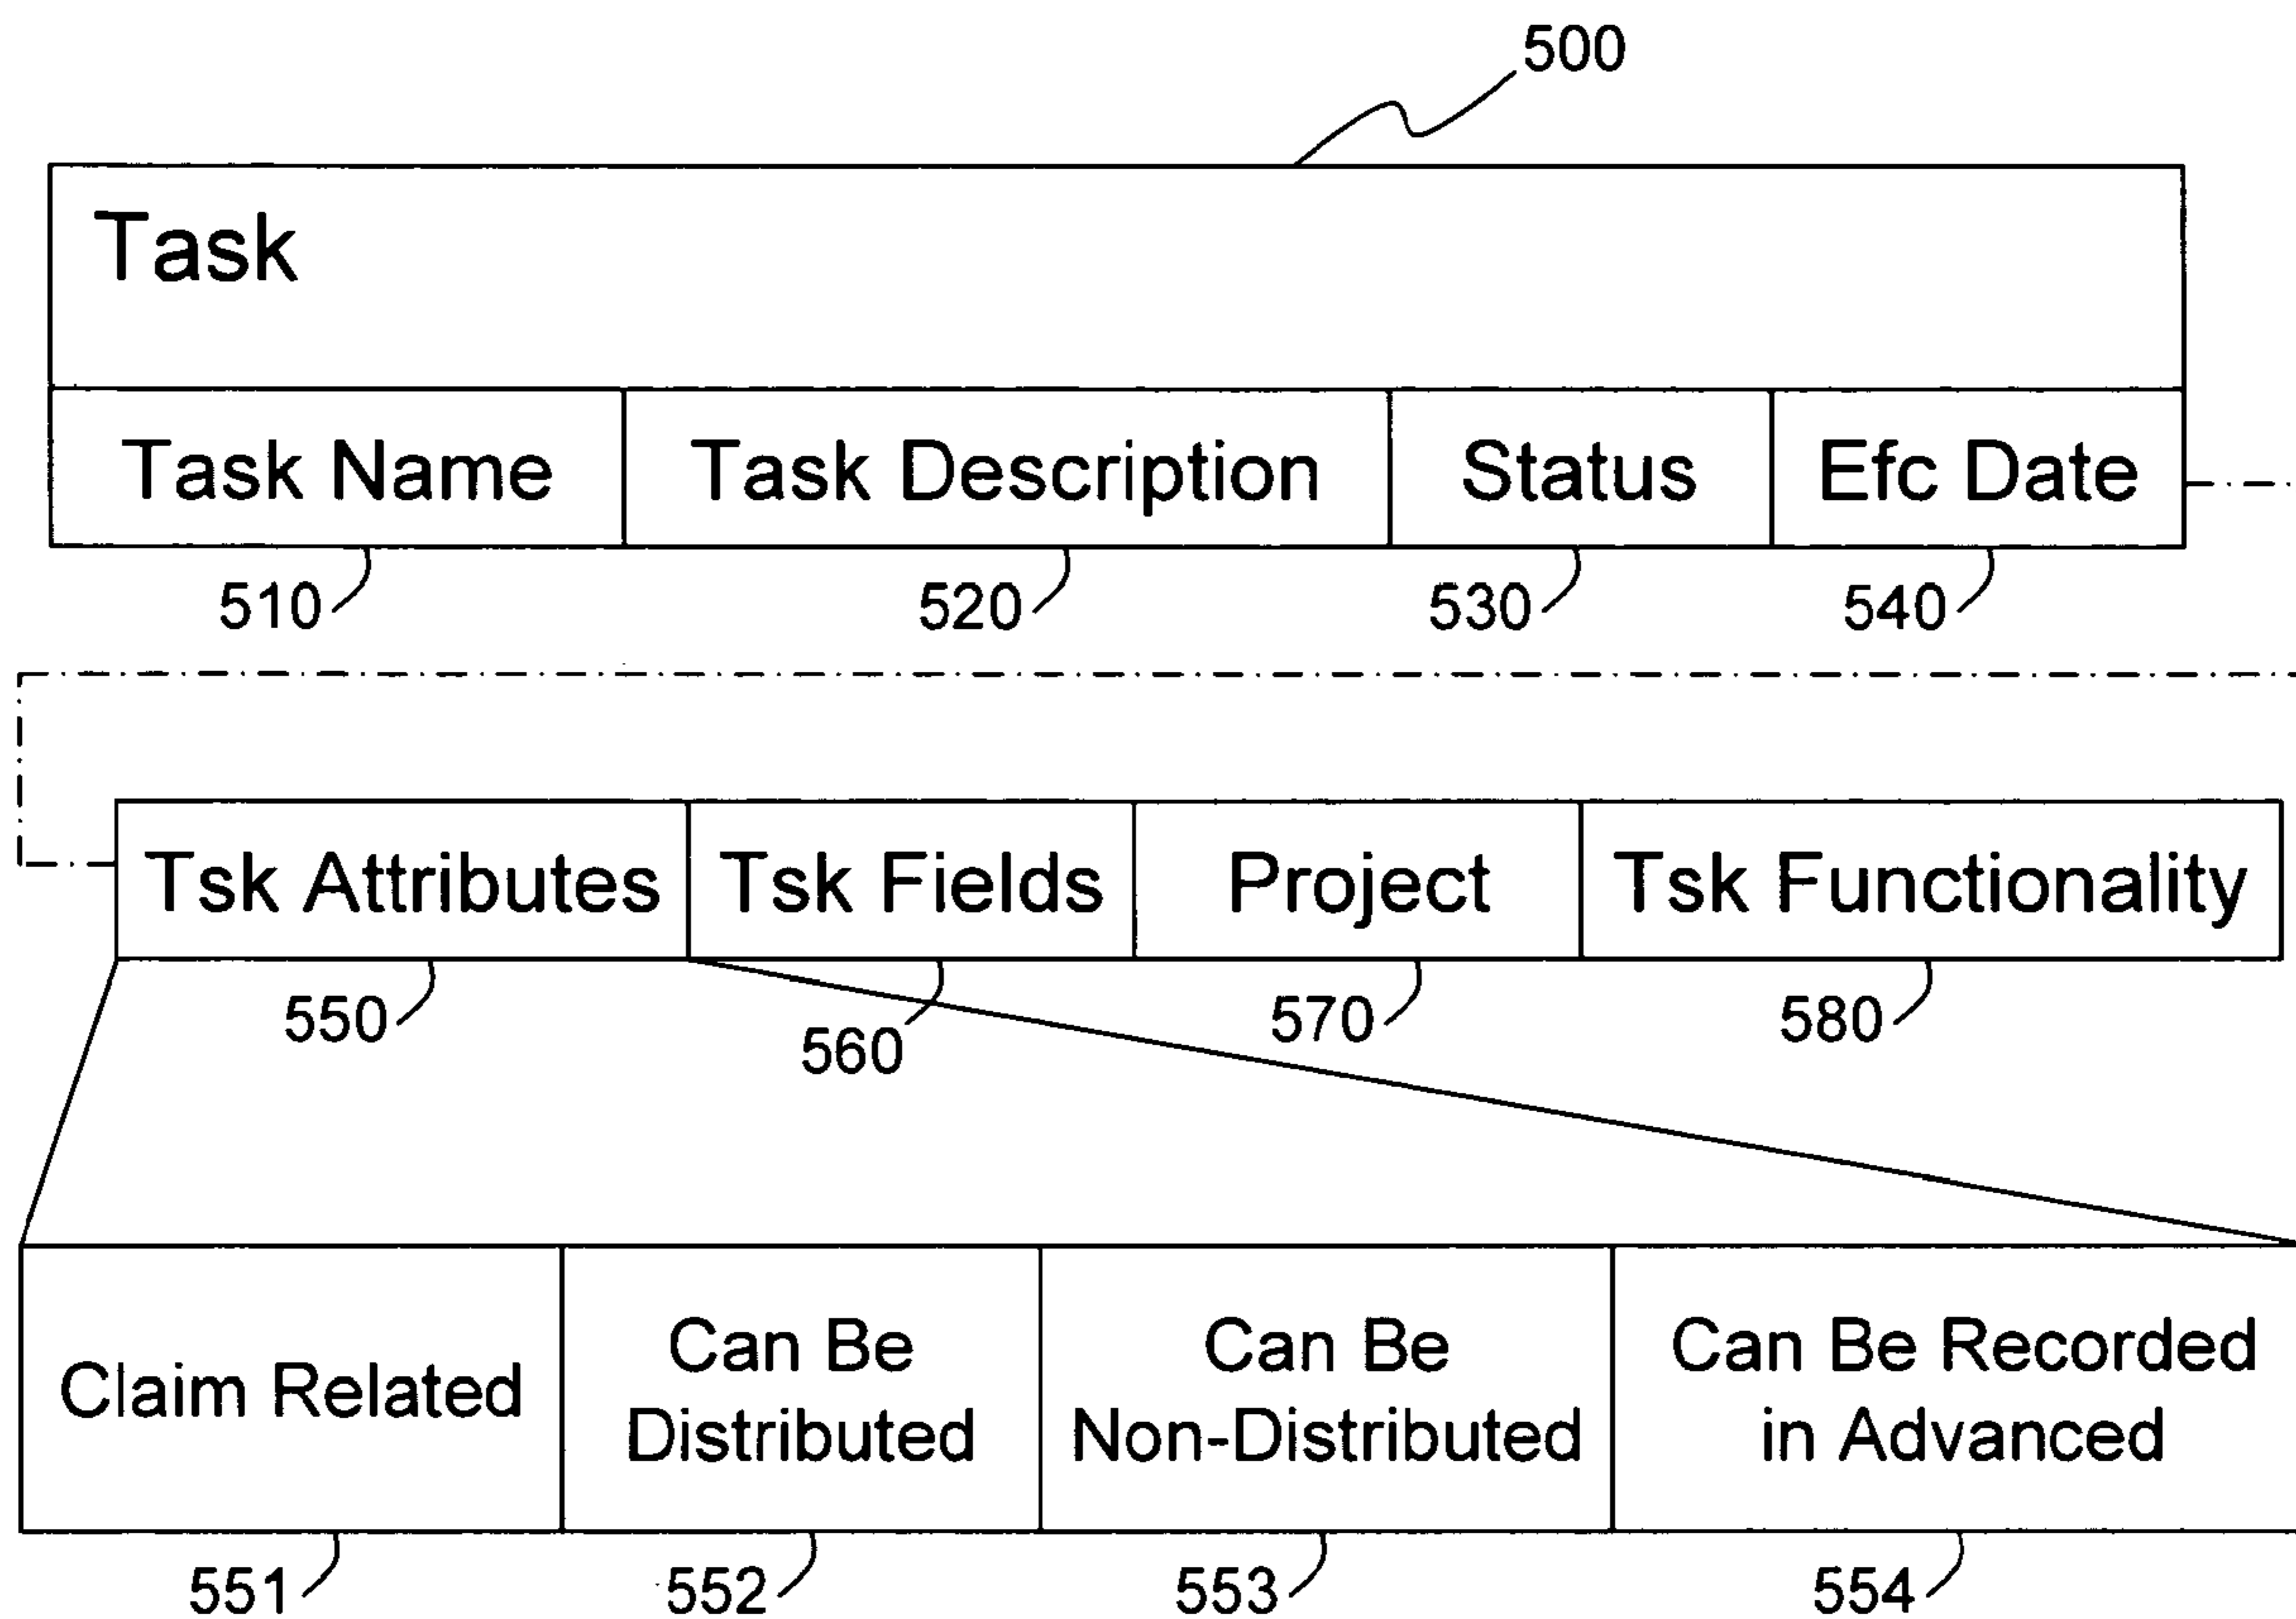 500
Task
Task Name
Task Description
Status
Efc Date
510
520
530
540
Tsk Attributes
Tsk Fields
Project
Tsk Functionality
550
560
570
580
Claim Related
Can Be
Distributed
Can Be
Non-Distributed
Can Be Recorded
in Advanced
551
552
553
554